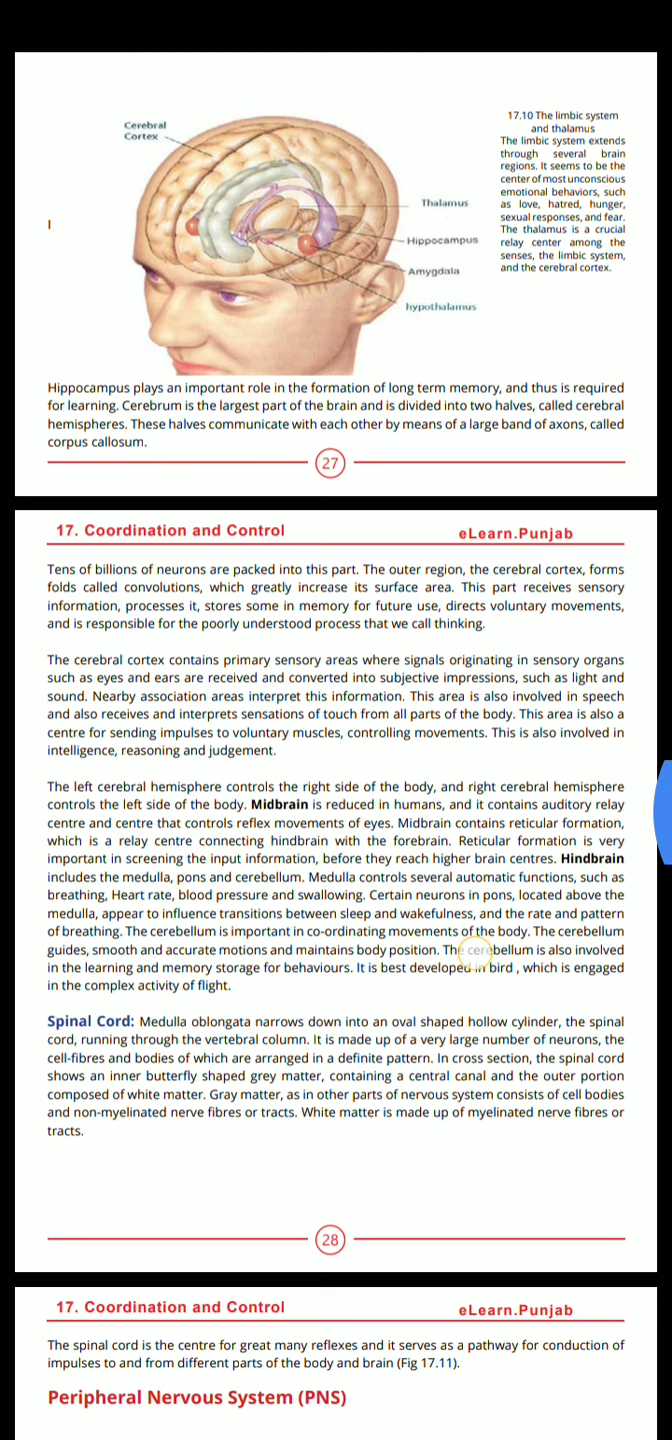 Cerebral
Cortex
Thalamus
Hippocampus
Amygdala
hypothalamus
17.10 The limbic system
and thalamus
The limbic system extends
through several brain
regions. It seems to be the
center of most unconscious
emotional behaviors, such
as love, hatred, hunger,
sexual responses, and fear.
The thalamus is a crucial
relay center among the
senses, the limbic system,
and the cerebral cortex.
I
Hippocampus plays an important role in the formation of long term memory, and thus is required
for learning. Cerebrum is the largest part of the brain and is divided into two halves, called cerebral
hemispheres. These halves communicate with each other by means of a large band of axons, called
corpus callosum.
27
17. Coordination and Control
eLearn.Punjab
Tens of billions of neurons are packed into this part. The outer region, the cerebral cortex, forms
folds called convolutions, which greatly increase its surface area. This part receives sensory
information, processes it, stores some in memory for future use, directs voluntary movements,
and is responsible for the poorly understood process that we call thinking.
The cerebral cortex contains primary sensory areas where signals originating in sensory organs
such as eyes and ears are received and converted into subjective impressions, such as light and
sound. Nearby association areas interpret this information. This area is also involved in speech
and also receives and interprets sensations of touch from all parts of the body. This area is also a
centre for sending impulses to voluntary muscles, controlling movements. This is also involved in
intelligence, reasoning and judgement.
The left cerebral hemisphere controls the right side of the body, and right cerebral hemisphere
controls the left side of the body. Midbrain is reduced in humans, and it contains auditory relay
centre and centre that controls reflex movements of eyes. Midbrain contains reticular formation,
which is a relay centre connecting hindbrain with the forebrain. Reticular formation is very
important in screening the input information, before they reach higher brain centres. Hindbrain
includes the medulla, pons and cerebellum. Medulla controls several automatic functions, such as
breathing, Heart rate, blood pressure and swallowing. Certain neurons in pons, located above the
medulla, appear to influence transitions between sleep and wakefulness, and the rate and pattern
of breathing. The cerebellum is important in co-ordinating movements of the body. The cerebellum
guides, smooth and accurate motions and maintains body position. The cerebellum is also involved
in the learning and memory storage for behaviours. It is best developed in bird , which is engaged
in the complex activity of flight.
Spinal Cord: Medulla oblongata narrows down into an oval shaped hollow cylinder, the spinal
cord, running through the vertebral column. It is made up of a very large number of neurons, the
cell-fibres and bodies of which are arranged in a definite pattern. In cross section, the spinal cord
shows an inner butterfly shaped grey matter, containing a central canal and the outer portion
composed of white matter. Gray matter, as in other parts of nervous system consists of cell bodies
and non-myelinated nerve fibres or tracts. White matter is made up of myelinated nerve fibres or
tracts.
28
17. Coordination and Control
eLearn.Punjab
The spinal cord is the centre for great many reflexes and it serves as a pathway for conduction of
impulses to and from different parts of the body and brain (Fig 17.11).
Peripheral Nervous System (PNS)